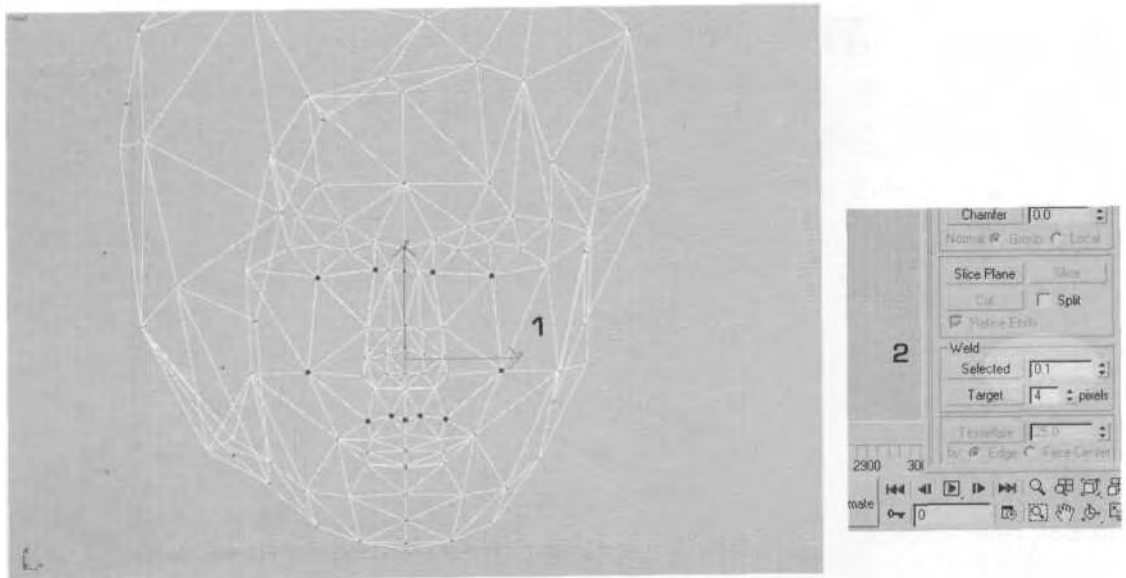 1
2
Chamfer 0.0
Normal: Group Local
Slice Plane Slice
Cut Split
Refine Ends
Weld
Selected 0.1
Target 4 pixels
Tessellate 25.0
by: Edge Face-Center
2900
mate
0